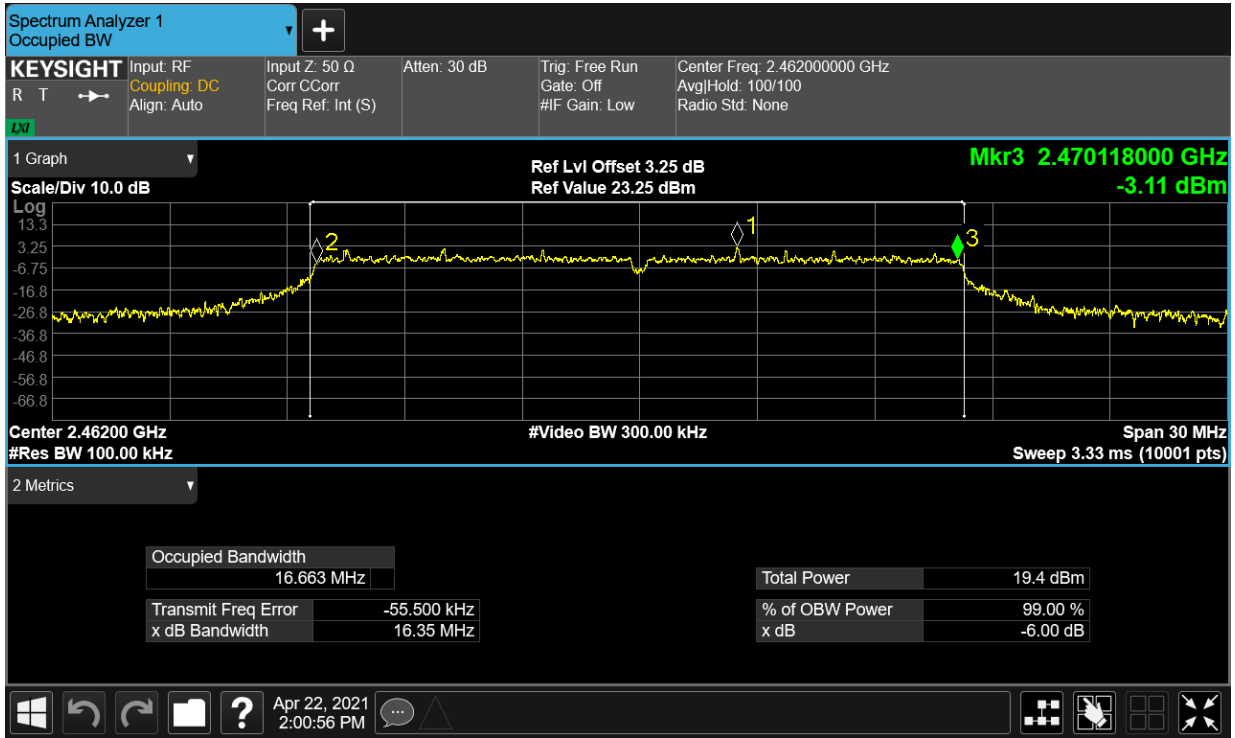 Spectrum Analyzer 1
Occupied BW
KEYSIGHT
R T
LXI
Input: RF
Coupling: DC
Align: Auto
Input Z: 50 Ω
Corr CCorr
Freq Ref: Int (S)
Atten: 30 dB
Trig: Free Run
Gate: Off
#IF Gain: Low
Center Freq: 2.462000000 GHz
Avg|Hold: 100/100
Radio Std: None
1 Graph
Scale/Div 10.0 dB
Ref Lvl Offset 3.25 dB
Ref Value 23.25 dBm
Mkr3 2.470118000 GHz
-3.11 dBm
Log
13.3
3.25
-6.75
-16.8
-26.8
-36.8
-46.8
-56.8
-66.8
2
1
3
Center 2.46200 GHz
#Video BW 300.00 kHz
Span 30 MHz
#Res BW 100.00 kHz
Sweep 3.33 ms (10001 pts)
2 Metrics
Occupied Bandwidth
16.663 MHz
Transmit Freq Error -55.500 kHz
x dB Bandwidth 16.35 MHz
Total Power 19.4 dBm
% of OBW Power 99.00 %
x dB -6.00 dB
?
Apr 22, 2021
2:00:56 PM